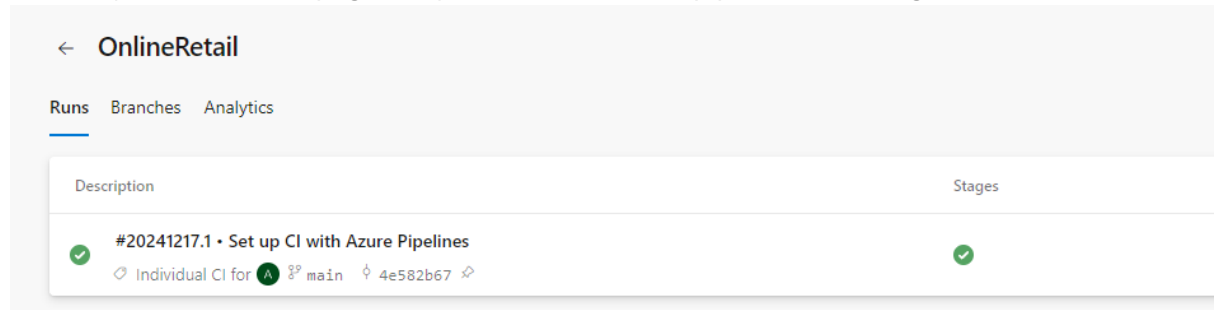 OnlineRetail
Runs Branches Analytics
Description Stages
#20241217.1 • Set up CI with Azure Pipelines
Individual CI for A main 4e582b67